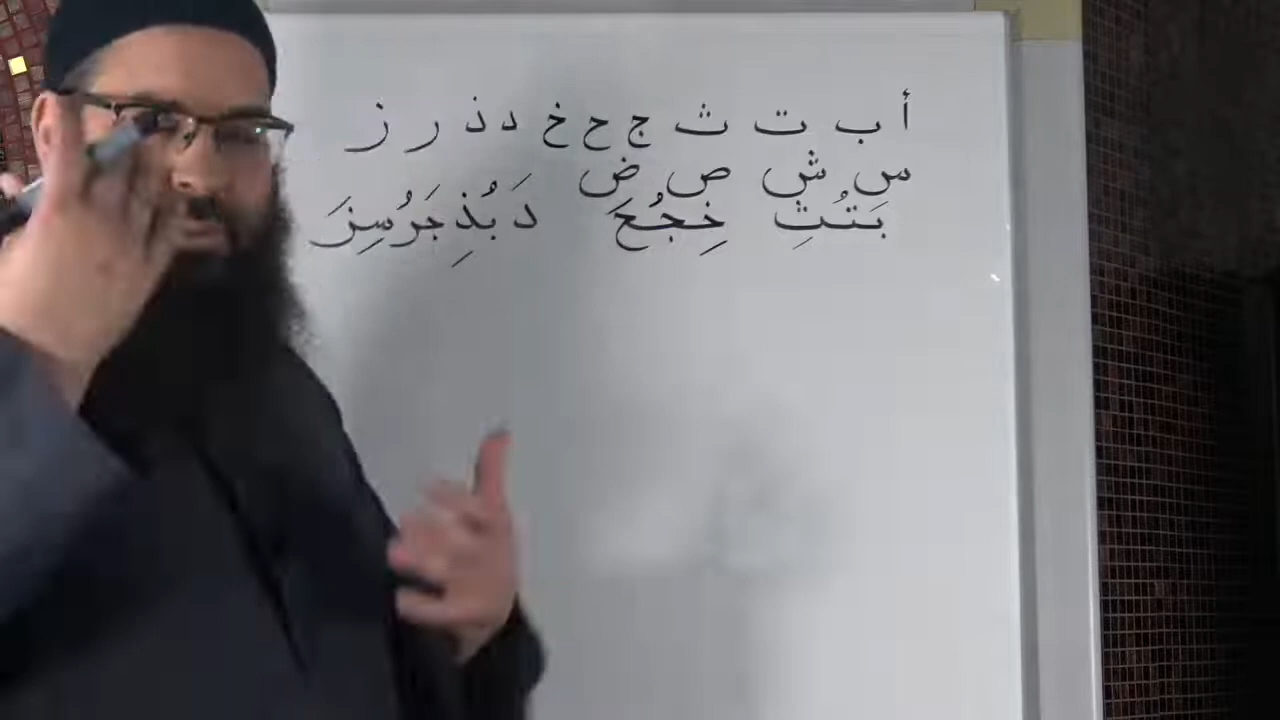 أ ب ت ث ج ح خ د ذ ر ز
س ش ص ض
بَتُثِ خِجُحَ دَ بُذِجَرُسِزَ